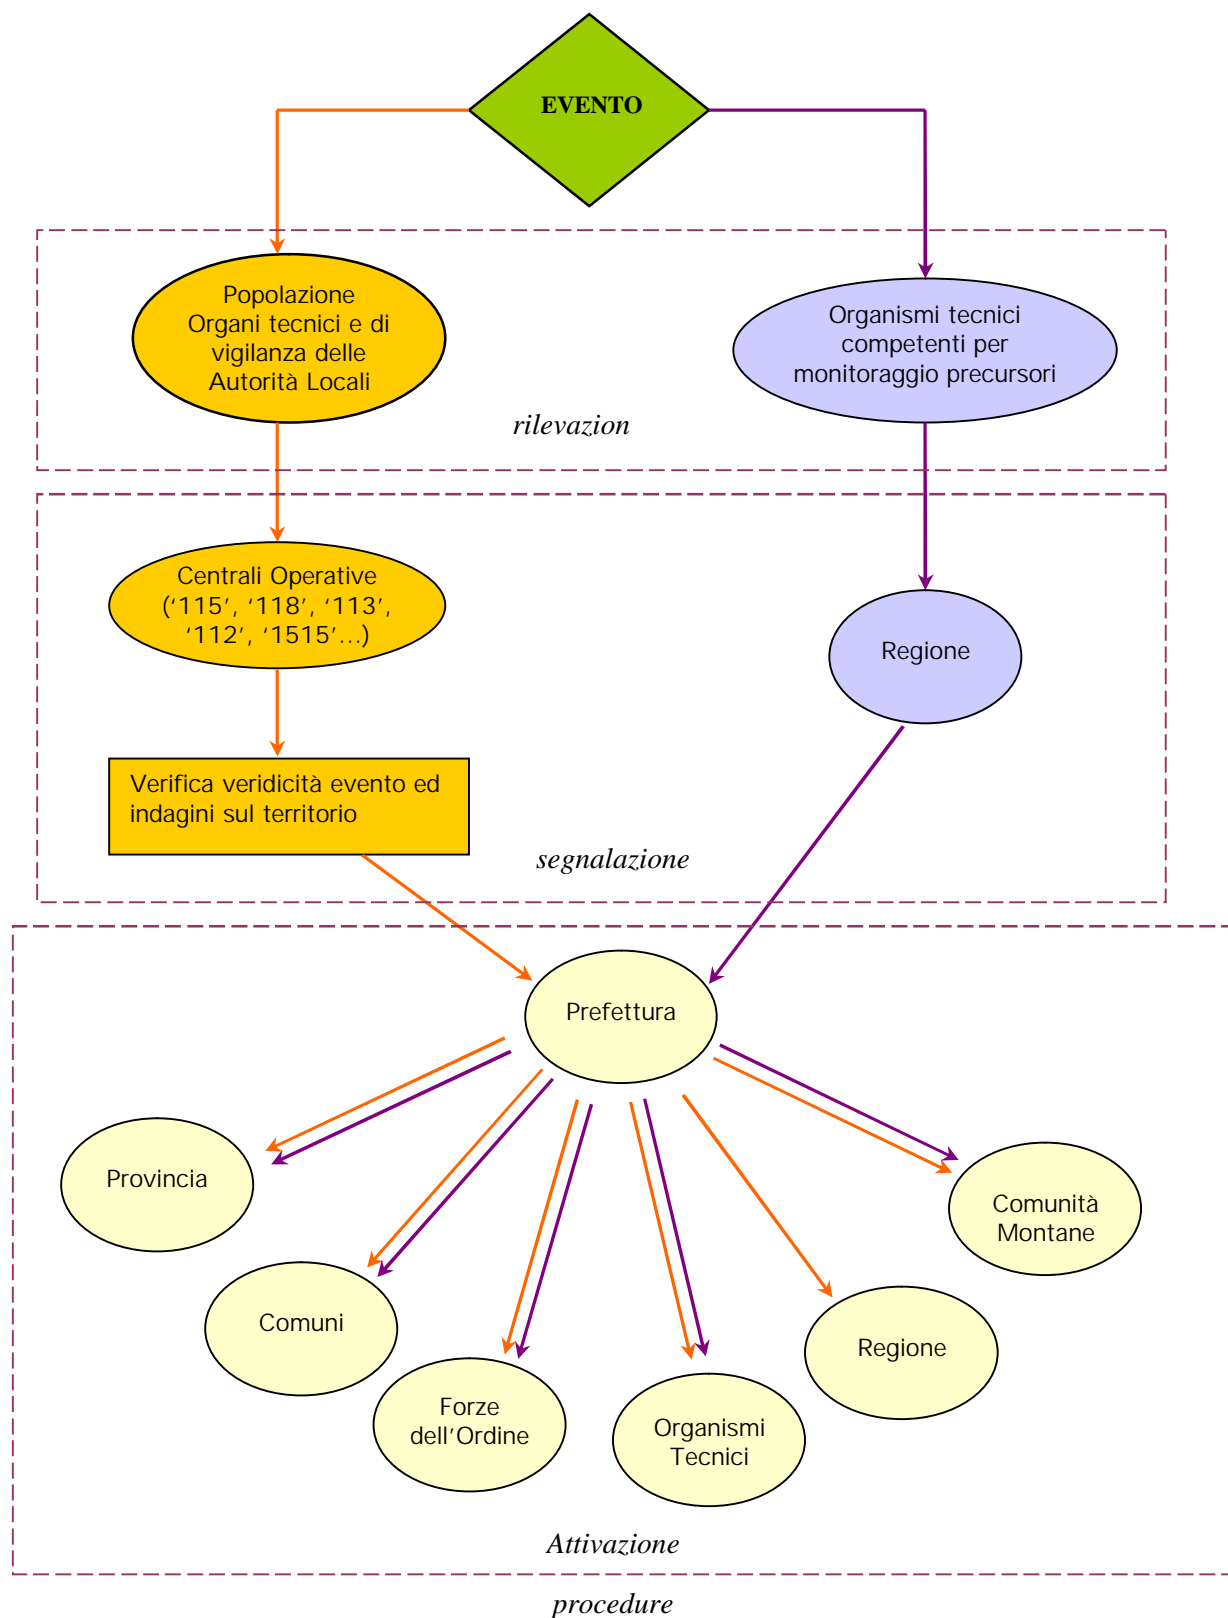 EVENTO
Popolazione
Organi tecnici e di
vigilanza delle
Autorità Locali
Organismi tecnici
competenti per
monitoraggio precursori
rilevazion
Centrali Operative
(‘115’, ‘118’, ‘113’,
‘112’, ‘1515’…)
Regione
Verifica veridicità evento ed
indagini sul territorio
segnalazione
Prefettura
Provincia
Comuni
Forze
dell’Ordine
Organismi
Tecnici
Regione
Comunità
Montane
Attivazione
procedure